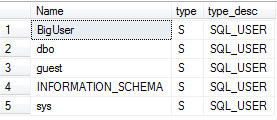 Name type type_desc
1 BigUser S SQL_USER
2 dbo S SQL_USER
3 guest S SQL_USER
4 INFORMATION_SCHEMA S SQL_USER
5 sys S SQL_USER